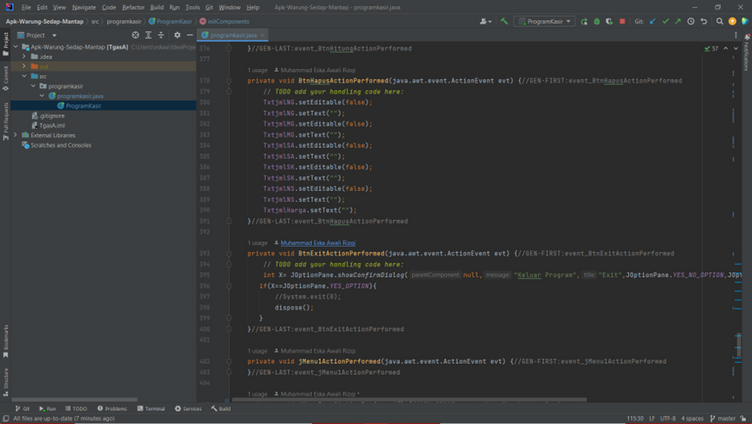 File Edit View Navigate Code Refactor Build Run Tools Git Window Help Apk-Warung-Sedap-Mantap - programkasir.java
Apk-Warung-Sedap-Mantap src programkasir ProgramKasir initComponents ProgramKasir Git:
Project
programkasir.java
Apk-Warung-Sedap-Mantap [TgasA]
.idea
out
src
programkasir
programkasir.java
ProgramKasir
.gitignore
TgasA.iml
External Libraries
Scratches and Consoles
Project
Commit
Pull Requests
Bookmarks
Structure
Notifications
57
376 }//GEN-LAST:event_BtnHitungActionPerformed
377
1 usage Muhammad Eska Awali Rizqi
378 private void BtnHapusActionPerformed(java.awt.event.ActionEvent evt) {//GEN-FIRST:event_BtnHapusActionPerformed
379 // TODO add your handling code here:
380 TxtjmlNG.setEditable(false);
381 TxtjmlNG.setText("");
382 TxtjmlMG.setEditable(false);
383 TxtjmlMG.setText("");
384 TxtjmlSA.setEditable(false);
385 TxtjmlSA.setText("");
386 TxtjmlSK.setEditable(false);
387 TxtjmlSK.setText("");
388 TxtjmlNS.setEditable(false);
389 TxtjmlNS.setText("");
390 TxtjmlHarga.setText("");
391 }//GEN-LAST:event_BtnHapusActionPerformed
392
1 usage Muhammad Eska Awali Rizqi
393 private void BtnExitActionPerformed(java.awt.event.ActionEvent evt) {//GEN-FIRST:event_BtnExitActionPerformed
394 // TODO add your handling code here:
395 int X= JOptionPane.showConfirmDialog( parentComponent: null, message: "Keluar Program", title: "Exit",JOptionPane.YES_NO_OPTION,JOpt
396 if(X==JOptionPane.YES_OPTION){
397 //System.exit(0);
398 dispose();
399 }
400 }//GEN-LAST:event_BtnExitActionPerformed
401
1 usage Muhammad Eska Awali Rizqi
402 private void jMenu1ActionPerformed(java.awt.event.ActionEvent evt) {//GEN-FIRST:event_jMenu1ActionPerformed
403 }//GEN-LAST:event_jMenu1ActionPerformed
404
1 usage Muhammad Eska Awali Rizqi *
Git Run TODO Problems Terminal Services Build
All files are up-to-date (7 minutes ago) 115:30 LF UTF-8 4 spaces master